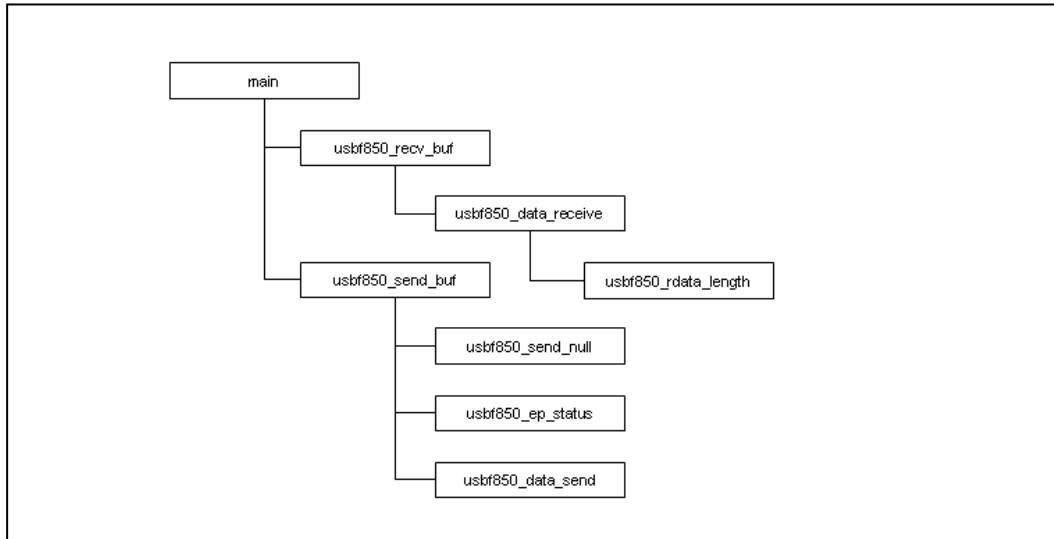 main
usbf850_recv_buf
usbf850_data_receive
usbf850_send_buf
usbf850_rdata_length
usbf850_send_null
usbf850_ep_status
usbf850_data_send